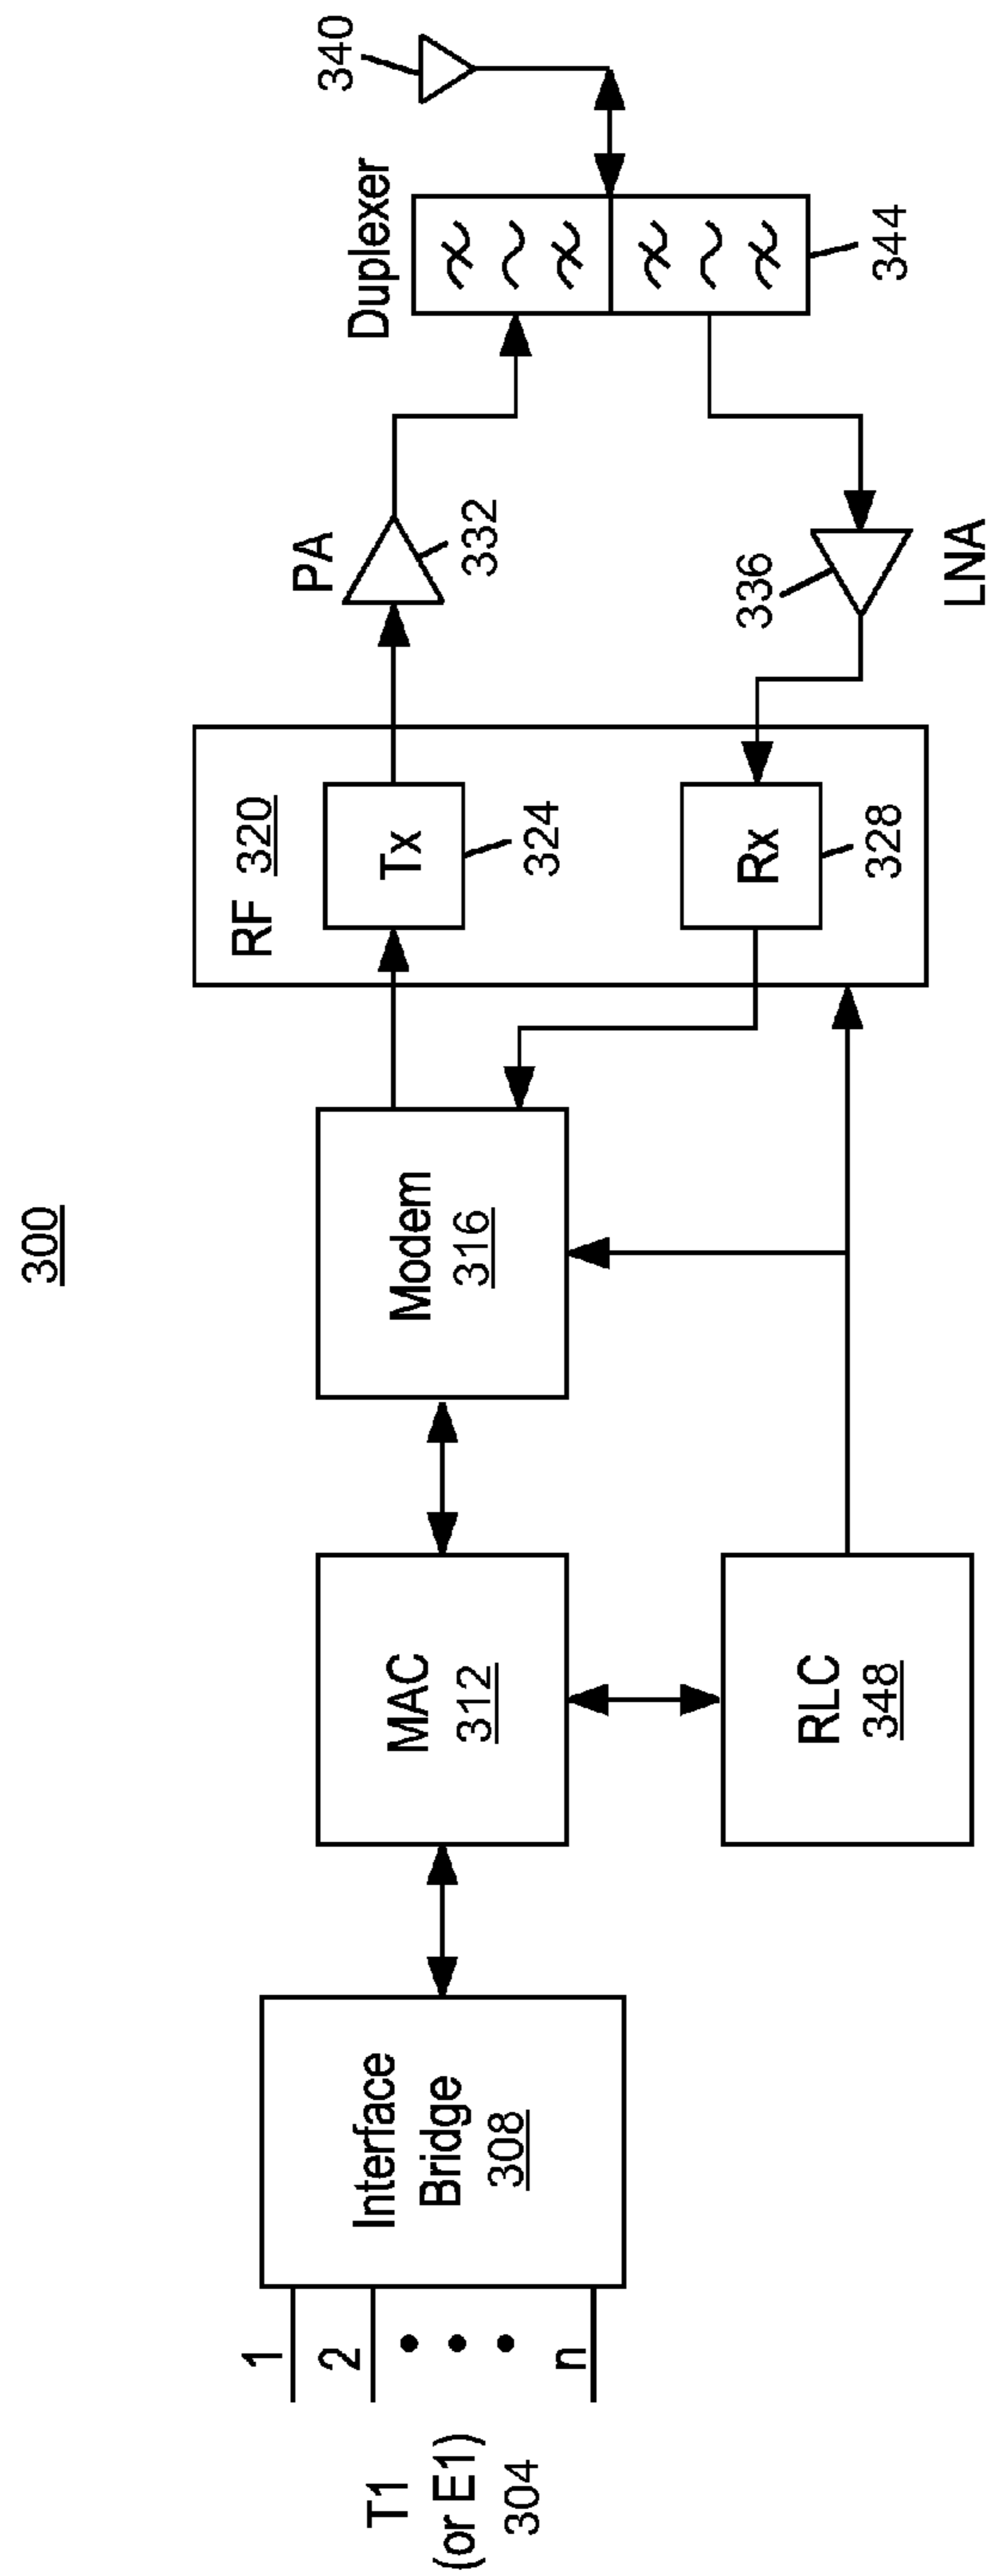 300
T1
(or E1)
304
1
2
n
Interface
Bridge
308
MAC
312
RLC
348
Modem
316
RF 320
Tx
324
Rx
328
PA
332
336
LNA
Duplexer
344
340